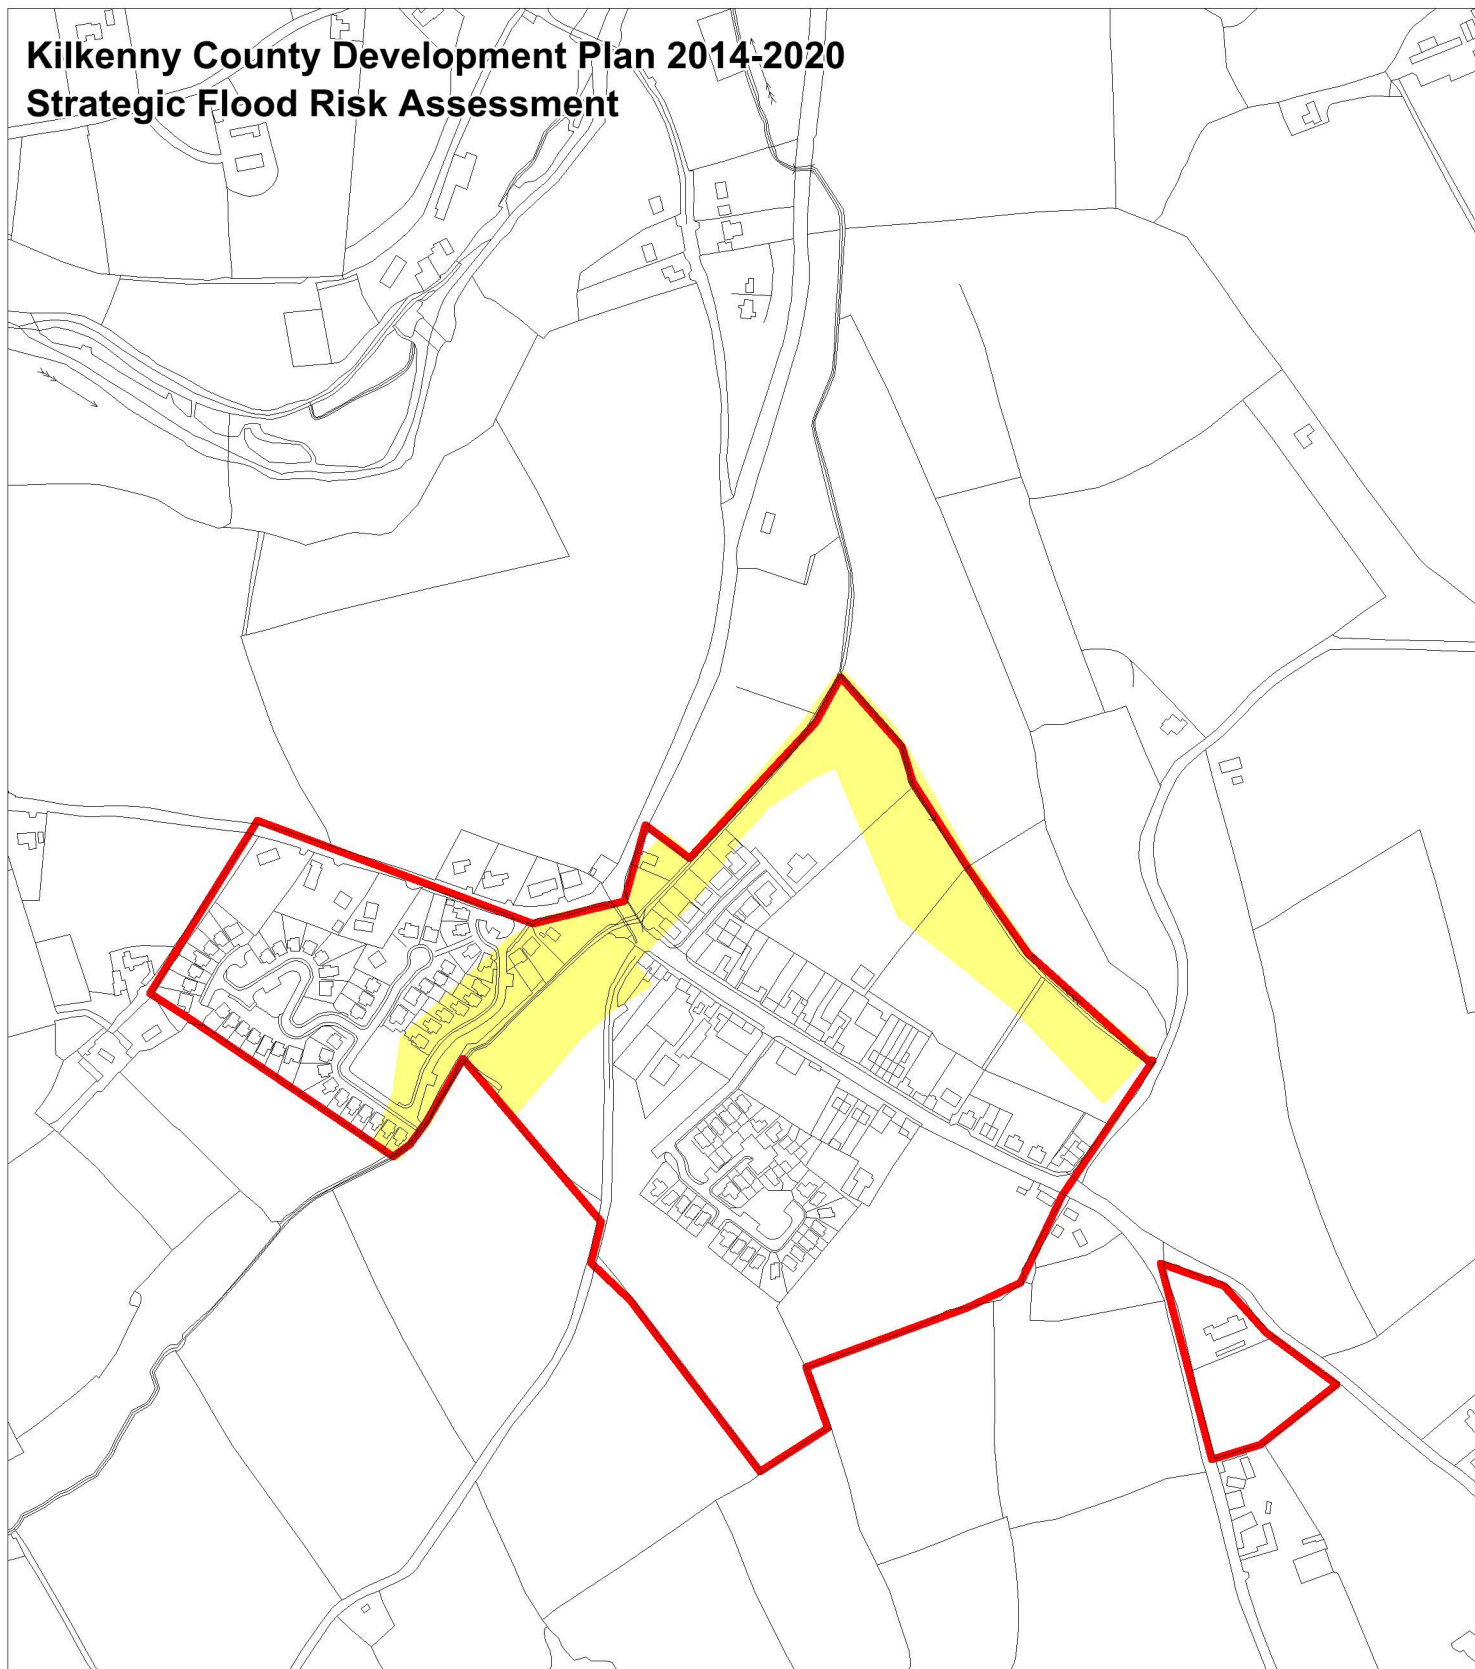 Kilkenny County Development Plan 2014-2020
Strategic Flood Risk Assessment